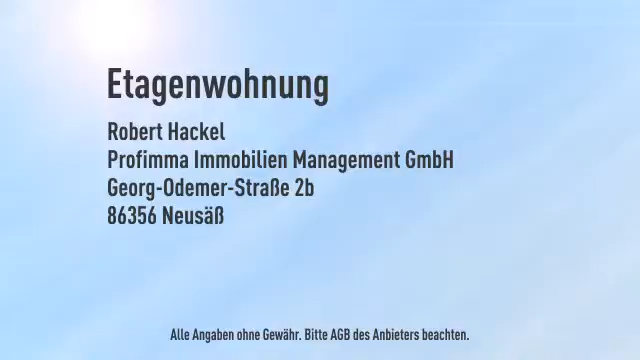 Etagenwohnung
Robert Hackel
Profimma Immobilien Management GmbH
Georg-Odemer-Straße 2b
86356 Neusäß
Alle Angaben ohne Gewähr. Bitte AGB des Anbieters beachten.